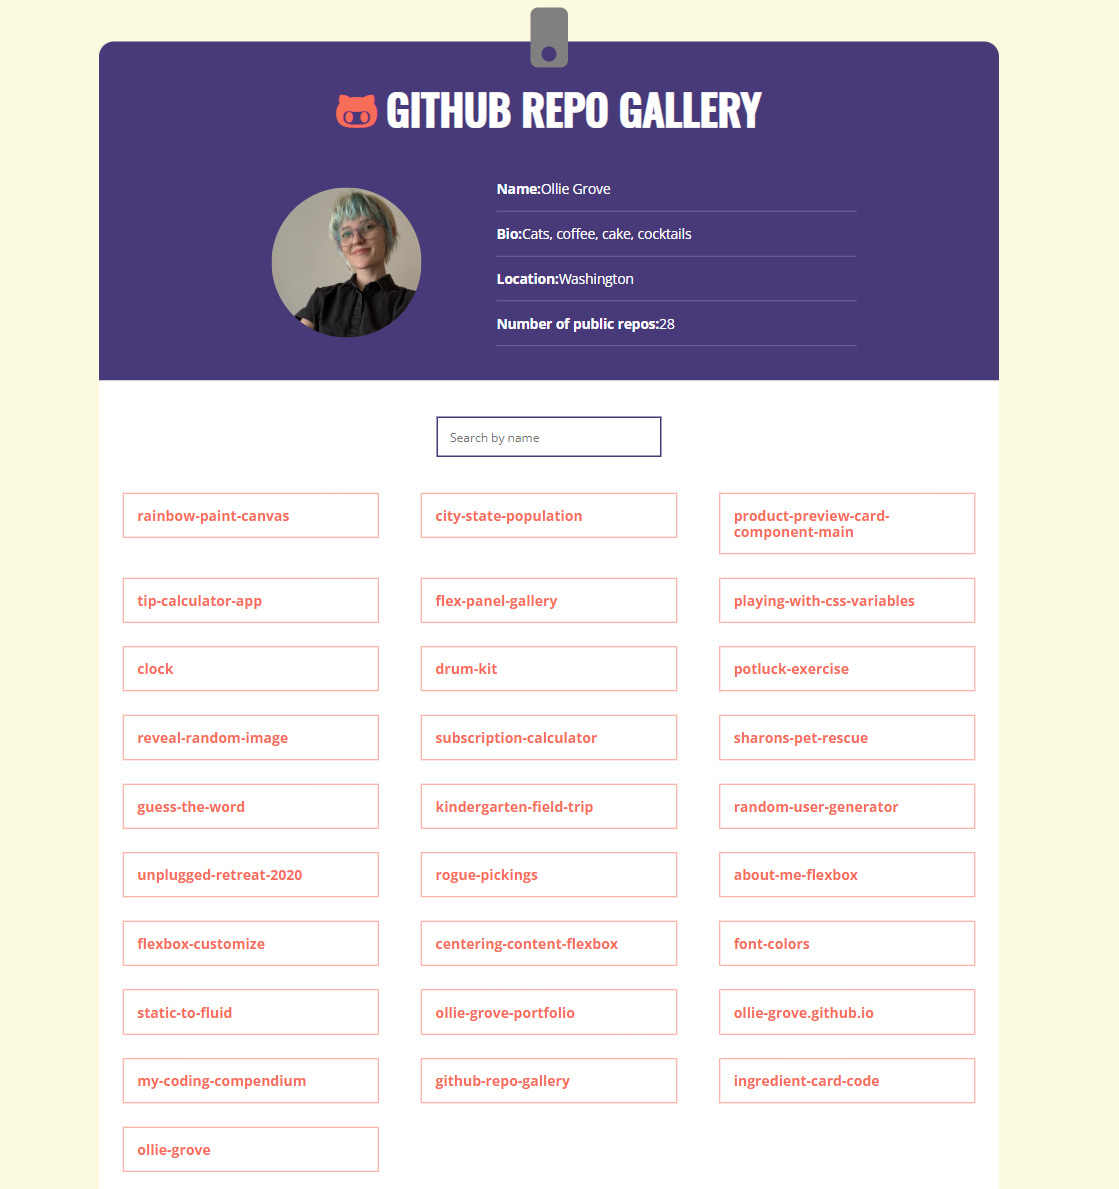 GITHUB REPO GALLERY
Name:Ollie Grove
Bio:Cats, coffee, cake, cocktails
Location:Washington
Number of public repos:28
Search by name
rainbow-paint-canvas
city-state-population
product-preview-card-
component-main
tip-calculator-app
flex-panel-gallery
playing-with-css-variables
clock
drum-kit
potluck-exercise
reveal-random-image
subscription-calculator
sharons-pet-rescue
guess-the-word
kindergarten-field-trip
random-user-generator
unplugged-retreat-2020
rogue-pickings
about-me-flexbox
flexbox-customize
centering-content-flexbox
font-colors
static-to-fluid
ollie-grove-portfolio
ollie-grove.github.io
my-coding-compendium
github-repo-gallery
ingredient-card-code
ollie-grove